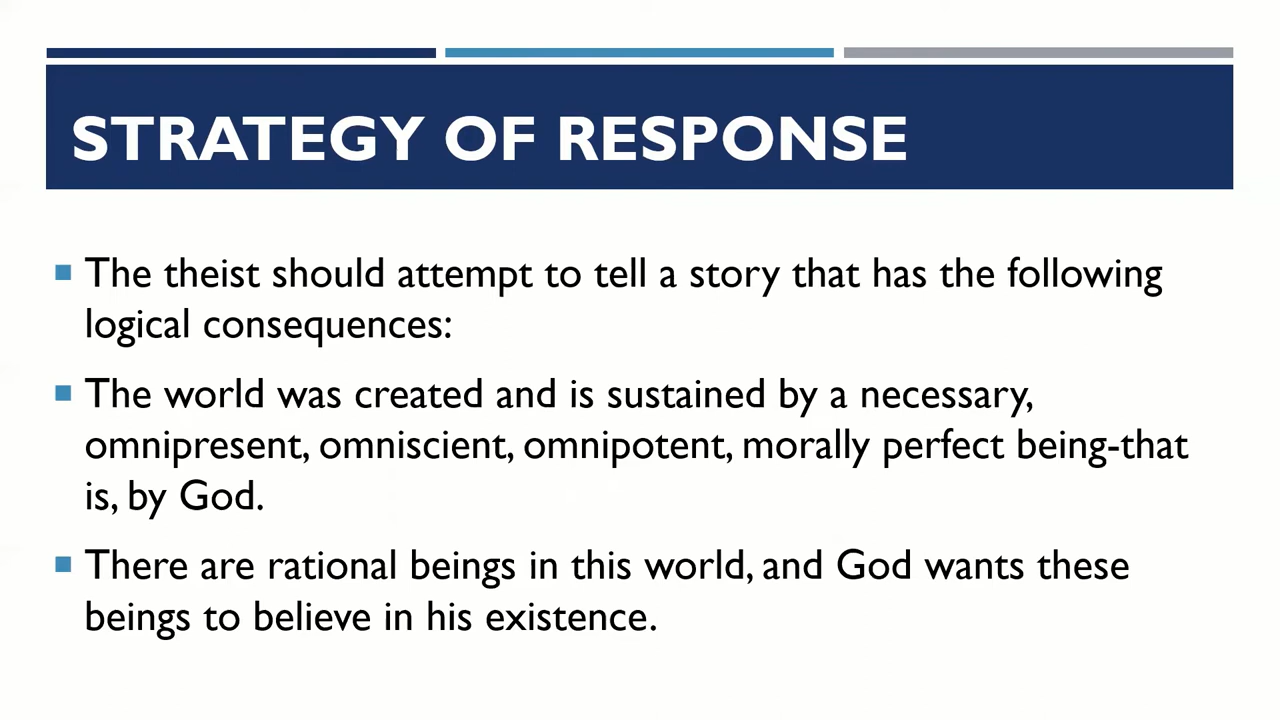 STRATEGY OF RESPONSE
The theist should attempt to tell a story that has the following
logical consequences:
The world was created and is sustained by a necessary,
omnipresent, omniscient, omnipotent, morally perfect being-that
is, by God.
There are rational beings in this world, and God wants these
beings to believe in his existence.